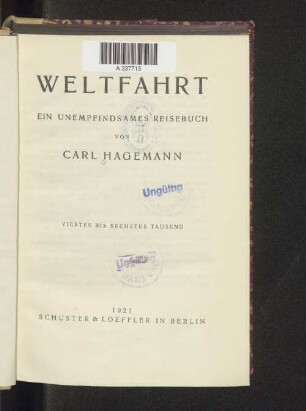 A 337713
WELTFAHRT
EIN UNEMPFINDSAMES REISEBUCH
VON
CARL HAGEMANN
Ungültig
VIERTES BIS SECHSTES TAUSEND
1921
SCHUSTER & LOEFFLER IN BERLIN